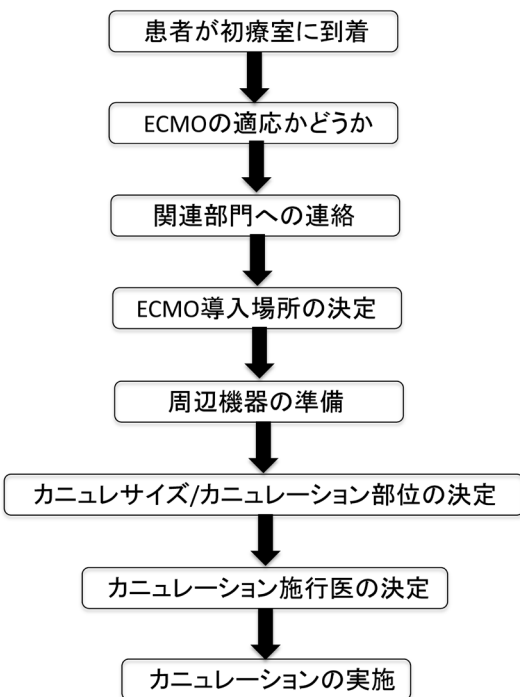 患者が初療室に到着
ECMOの適応かどうか
関連部門への連絡
ECMO導入場所の決定
周辺機器の準備
カニュレサイズ/カニュレーション部位の決定
カニュレーション施行医の決定
カニュレーションの実施